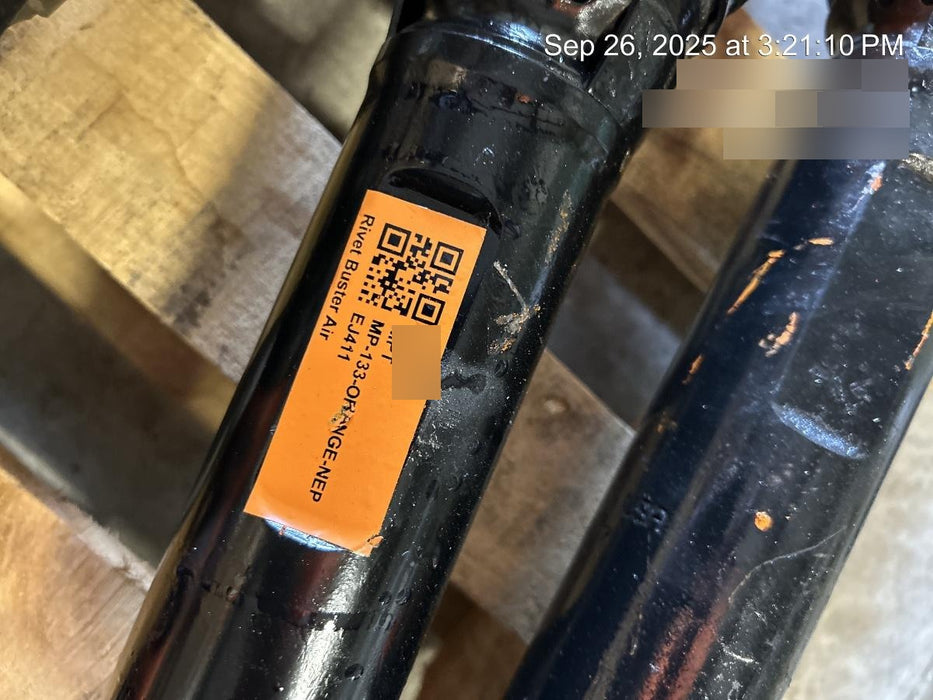 Sep 26, 2025 at 3:21:10 PM
MP-133-ORANGE-NEP
EJ411
Rivet Buster Air